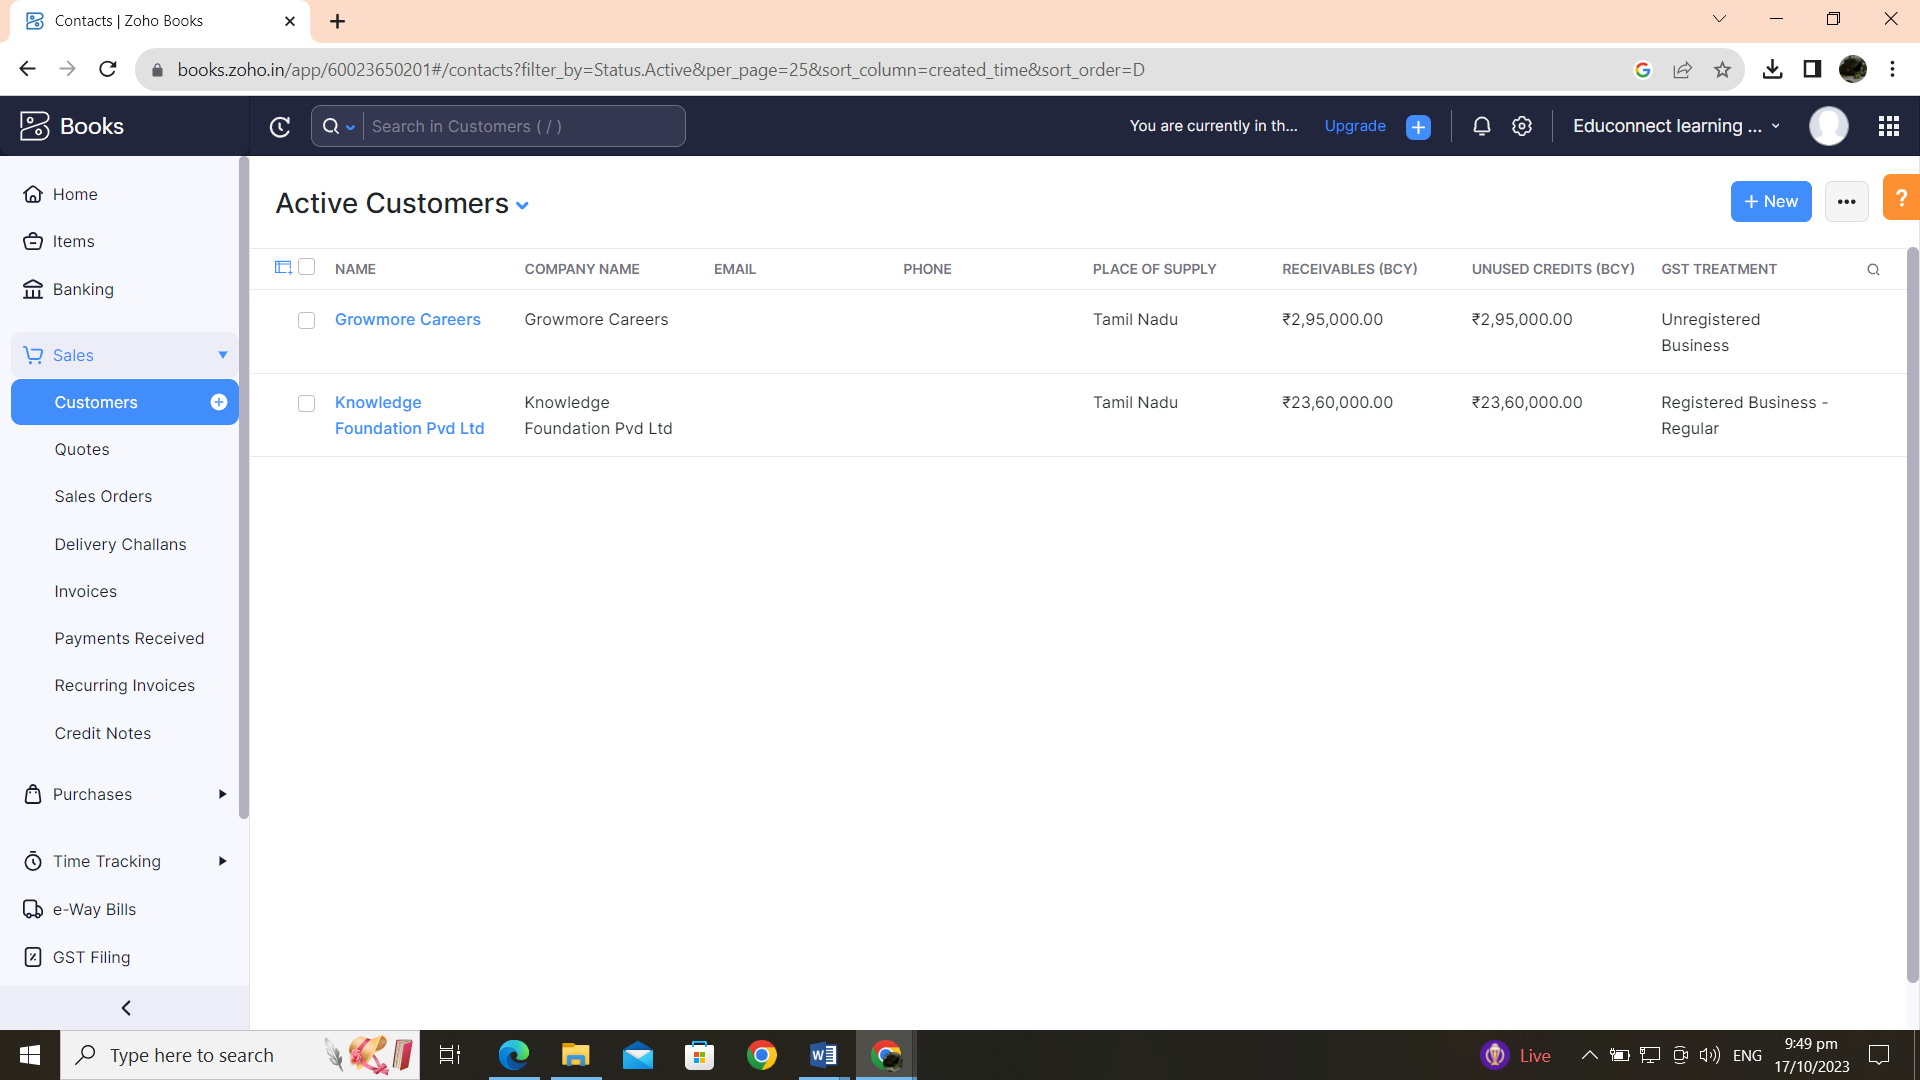 Contacts | Zoho Books
books.zoho.in/app/60023650201#/contacts?filter_by=Status.Active&per_page=25&sort_column=created_time&sort_order=D
Books
Search in Customers ( / )
You are currently in th...
Upgrade
Educonnect learning ...
Home
Items
Banking
Sales
Customers
Quotes
Sales Orders
Delivery Challans
Invoices
Payments Received
Recurring Invoices
Credit Notes
Purchases
Time Tracking
e-Way Bills
GST Filing
Active Customers
+ New
?
NAME COMPANY NAME EMAIL PHONE PLACE OF SUPPLY RECEIVABLES (BCY) UNUSED CREDITS (BCY) GST TREATMENT
Growmore Careers Growmore Careers Tamil Nadu ₹2,95,000.00 ₹2,95,000.00 Unregistered
Business
Knowledge Knowledge Tamil Nadu ₹23,60,000.00 ₹23,60,000.00 Registered Business -
Foundation Pvd Ltd Foundation Pvd Ltd Regular
Type here to search
Live
ENG
9:49 pm
17/10/2023